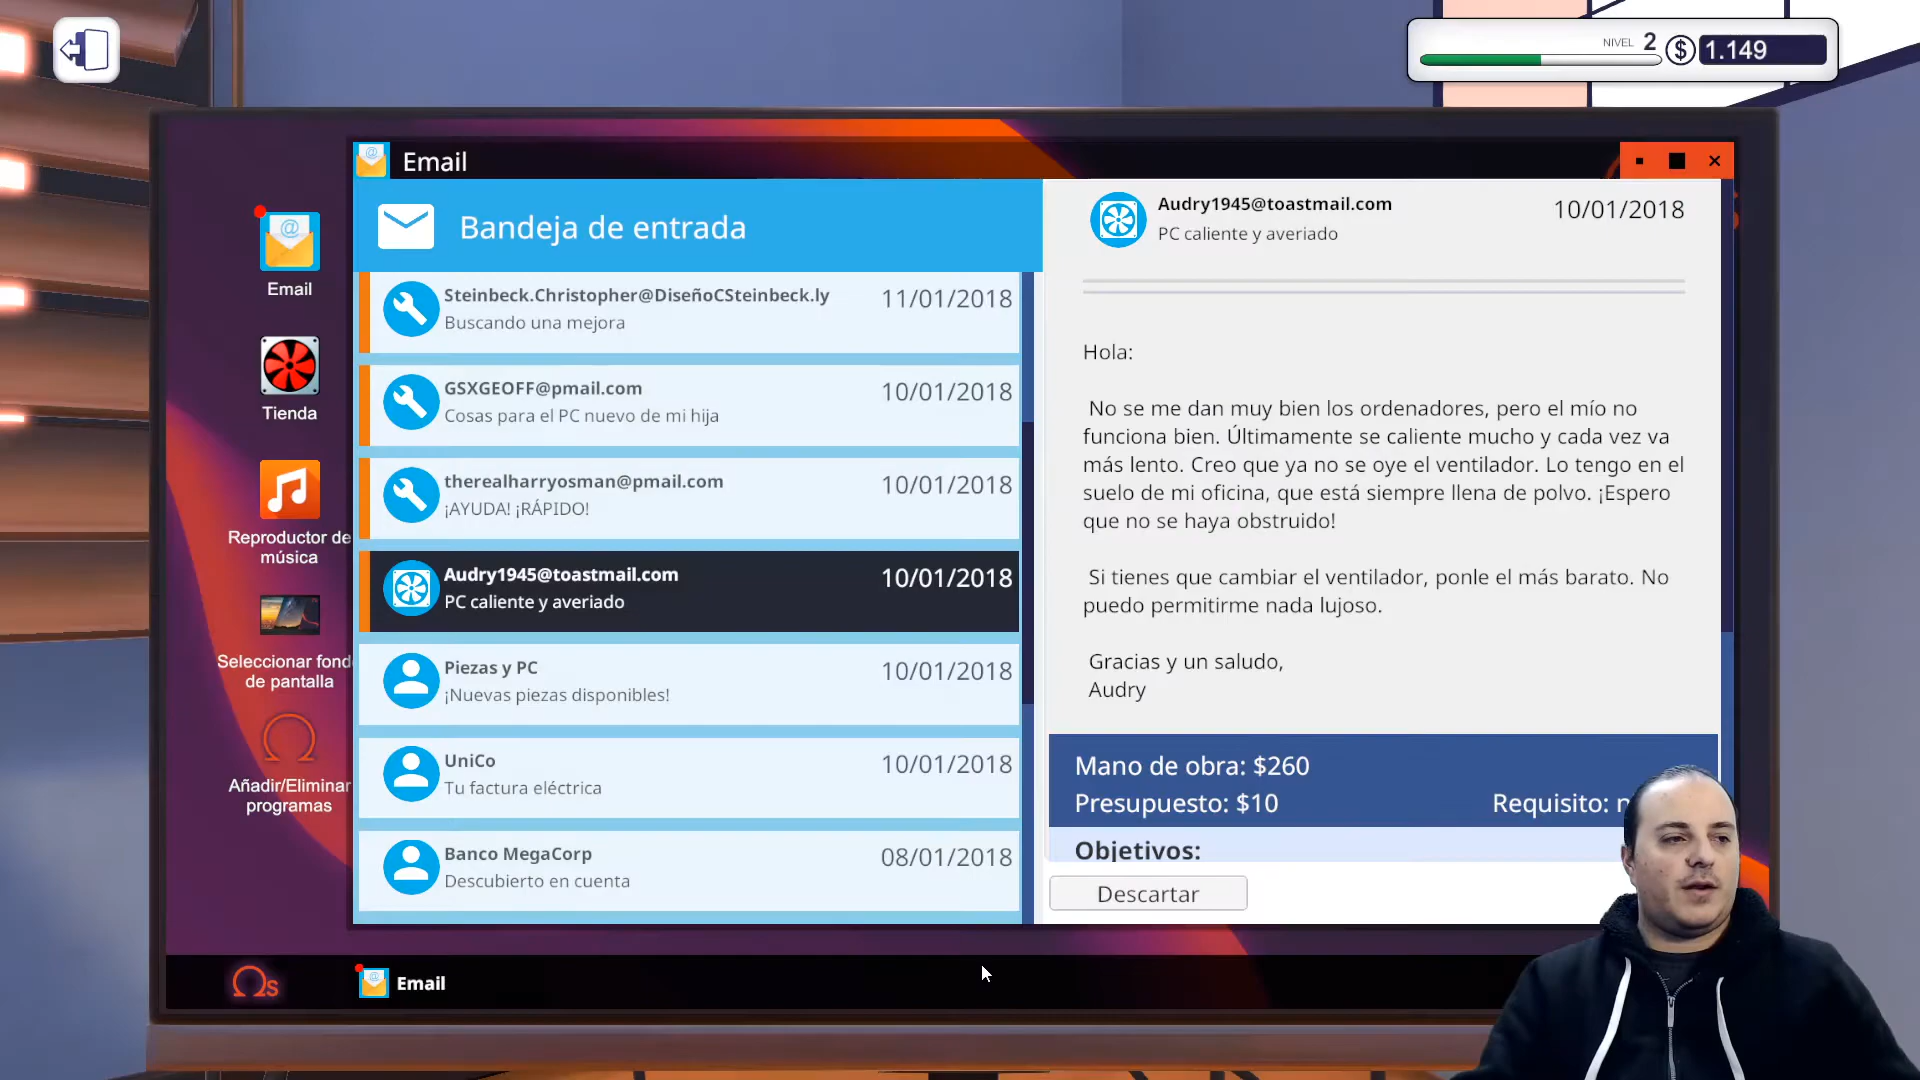 NIVEL 2 $ 1.149
Email
Bandeja de entrada
Email
Tienda
Reproductor de
música
Seleccionar fond
de pantalla
Añadir/Eliminar
programas
Steinbeck.Christopher@DiseñoCSteinbeck.ly 11/01/2018
Buscando una mejora
GSXGEOFF@pmail.com 10/01/2018
Cosas para el PC nuevo de mi hija
therealharryosman@pmail.com 10/01/2018
¡AYUDA! ¡RÁPIDO!
Audry1945@toastmail.com 10/01/2018
PC caliente y averiado
Piezas y PC 10/01/2018
¡Nuevas piezas disponibles!
UniCo 10/01/2018
Tu factura eléctrica
Banco MegaCorp 08/01/2018
Descubierto en cuenta
Audry1945@toastmail.com 10/01/2018
PC caliente y averiado
Hola:
No se me dan muy bien los ordenadores, pero el mío no
funciona bien. Últimamente se caliente mucho y cada vez va
más lento. Creo que ya no se oye el ventilador. Lo tengo en el
suelo de mi oficina, que está siempre llena de polvo. ¡Espero
que no se haya obstruido!
Si tienes que cambiar el ventilador, ponle el más barato. No
puedo permitirme nada lujoso.
Gracias y un saludo,
Audry
Mano de obra: $260
Presupuesto: $10 Requisito:
Objetivos:
Descartar
Ωs
Email